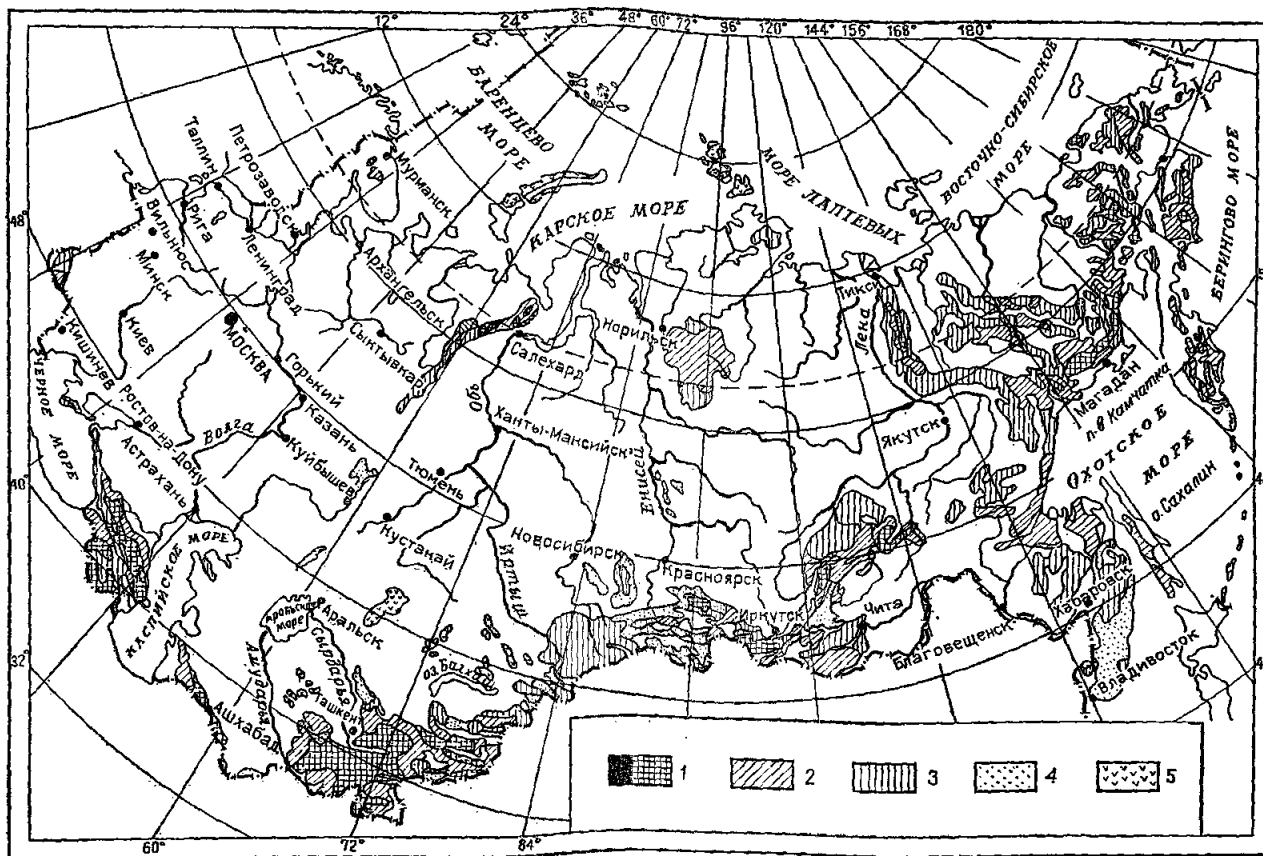 12° 24° 36° 48° 60° 72° 96° 120° 144° 156° 168° 180°
БАРЕНЦЕВО
МОРЕ
КАРСКОЕ МОРЕ
МОРЕ ЛАПТЕВЫХ
ВОСТОЧНО-СИБИРСКОЕ
МОРЕ
БЕРИНГОВО МОРЕ
Таллин
Петрозаводск
Мурманск
48°
Вильнюс
Рига
Ленинград
Архангельск
Минск
Тикси
Лена
Норильск
Киев
МОСКВА
Сыктывкар
Салехард
Кишинев
Горький
Обь
Магадан
п-в Камчатка
ЧЕРНОЕ МОРЕ
Ростов-на-Дону
Волга
Казань
Ханты-Мансийск
Енисей
Якутск
ОХОТСКОЕ
МОРЕ
о. Сахалин
Астрахань
Куйбышев
Тюмень
40°
Кустакай
Новосибирск
Иртыш
Красноярск
КАСПИЙСКОЕ МОРЕ
Аральское
море
Аральск
Иркутск
Чита
Хабаровск
Благовещенск
Владивосток
32°
Амударья
Сырдарья
оз. Балхаш
Ташкент
Ашхабад
1 2 3 4 5
60° 72° 84°